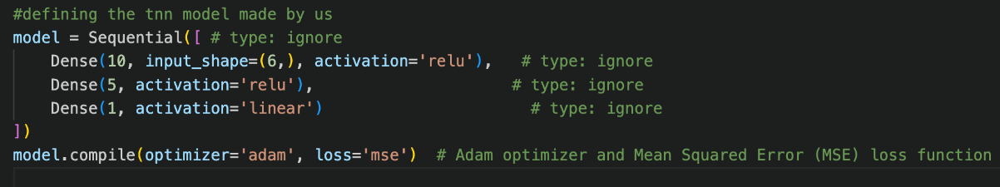 #defining the tnn model made by us
model = Sequential([ # type: ignore
    Dense(10, input_shape=(6,), activation='relu'),   # type: ignore
    Dense(5, activation='relu'),                     # type: ignore
    Dense(1, activation='linear')                      # type: ignore
])
model.compile(optimizer='adam', loss='mse')  # Adam optimizer and Mean Squared Error (MSE) loss function